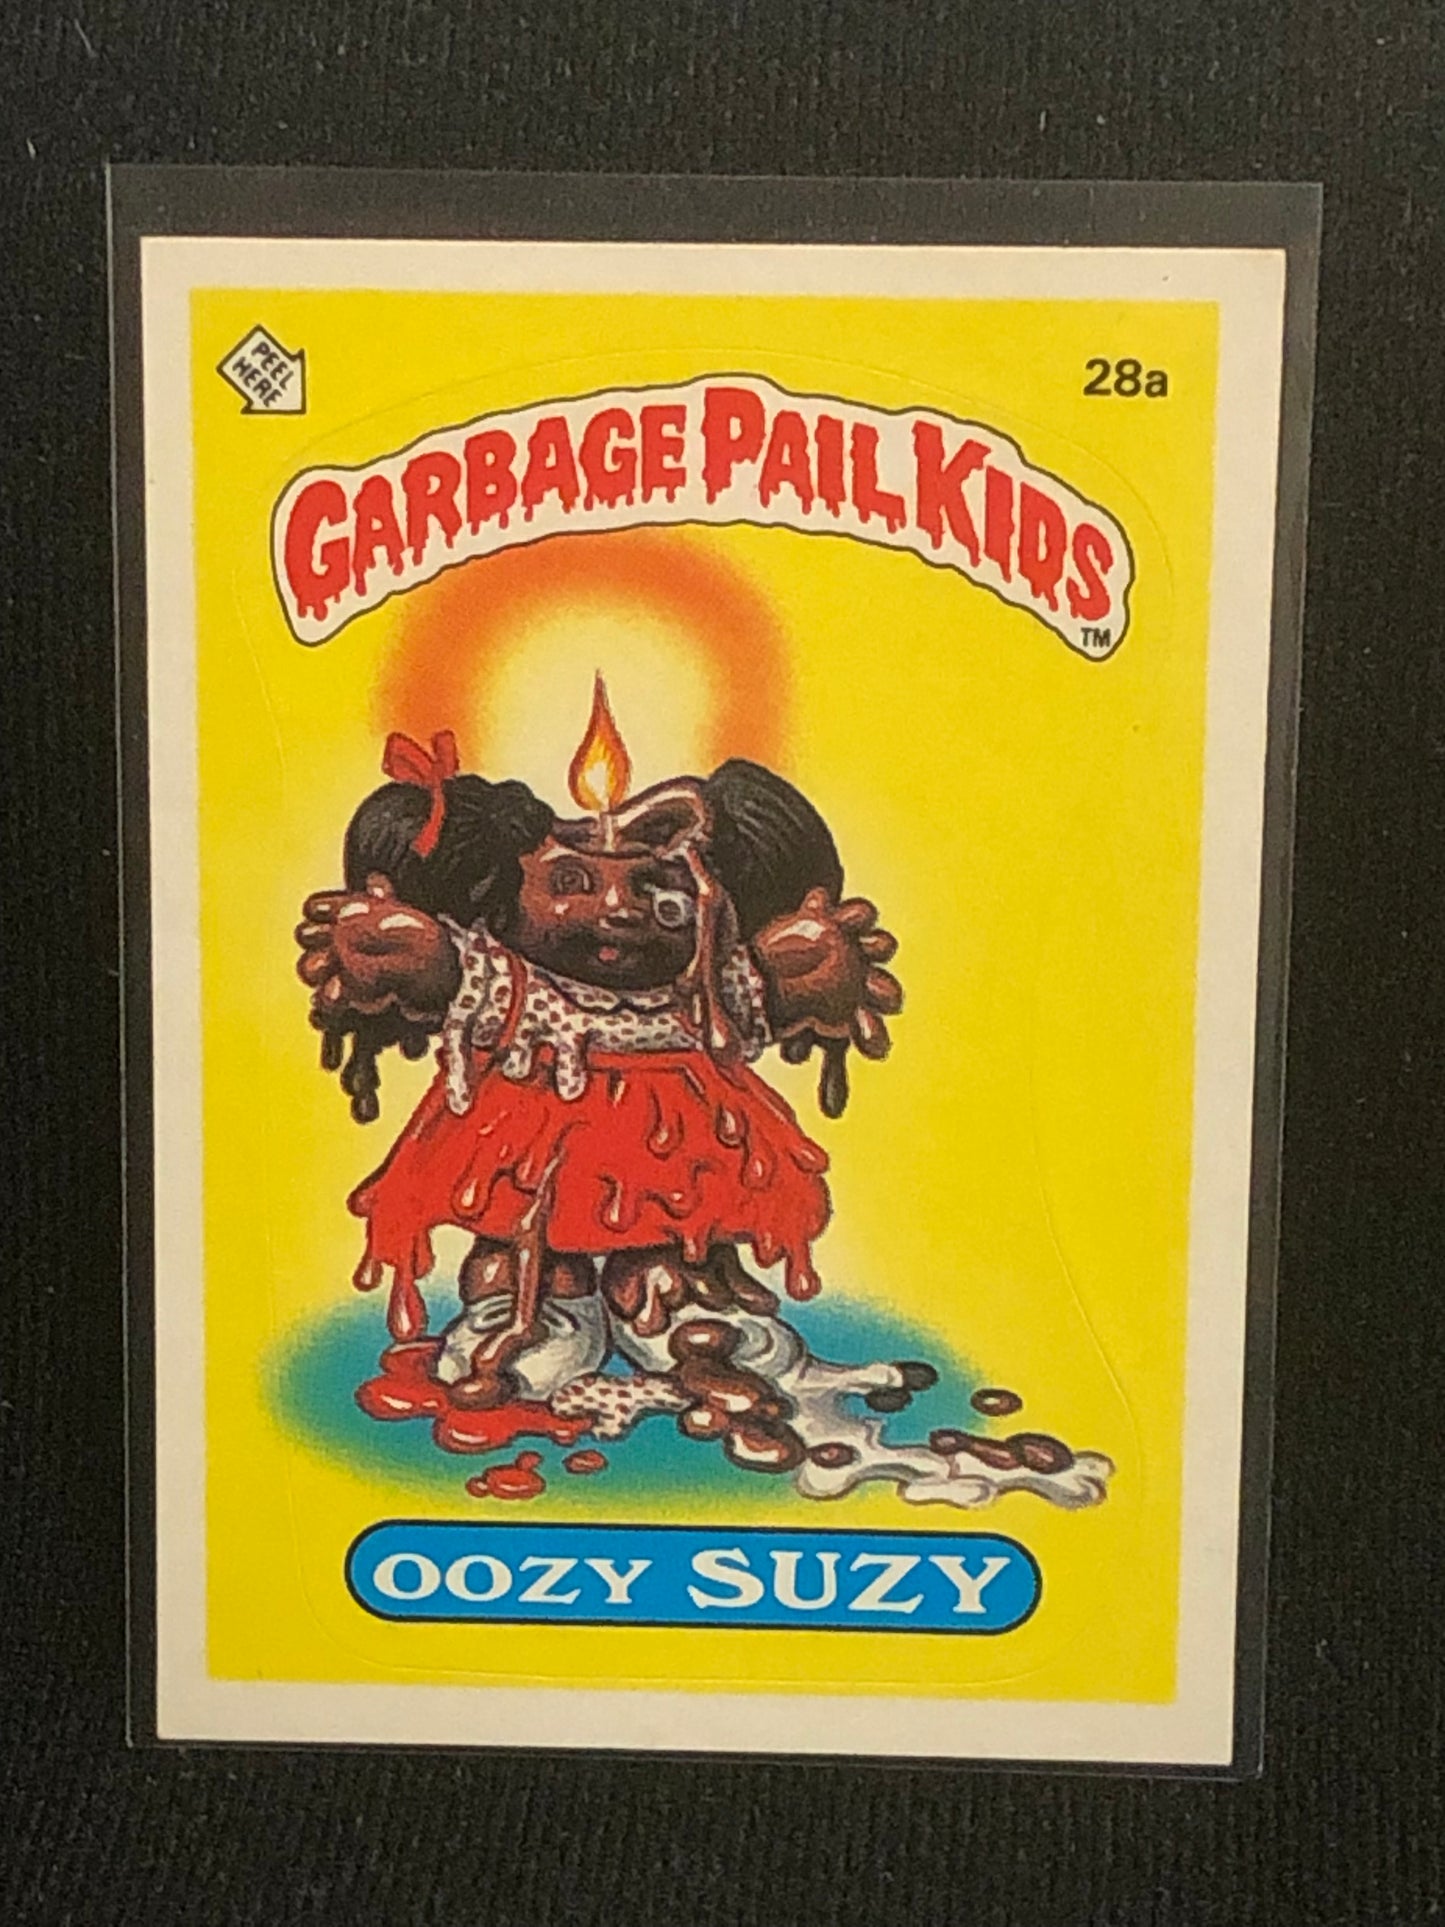 PEEL
HERE
28a
GARBAGE PAIL KIDS
TM
OOZY SUZY